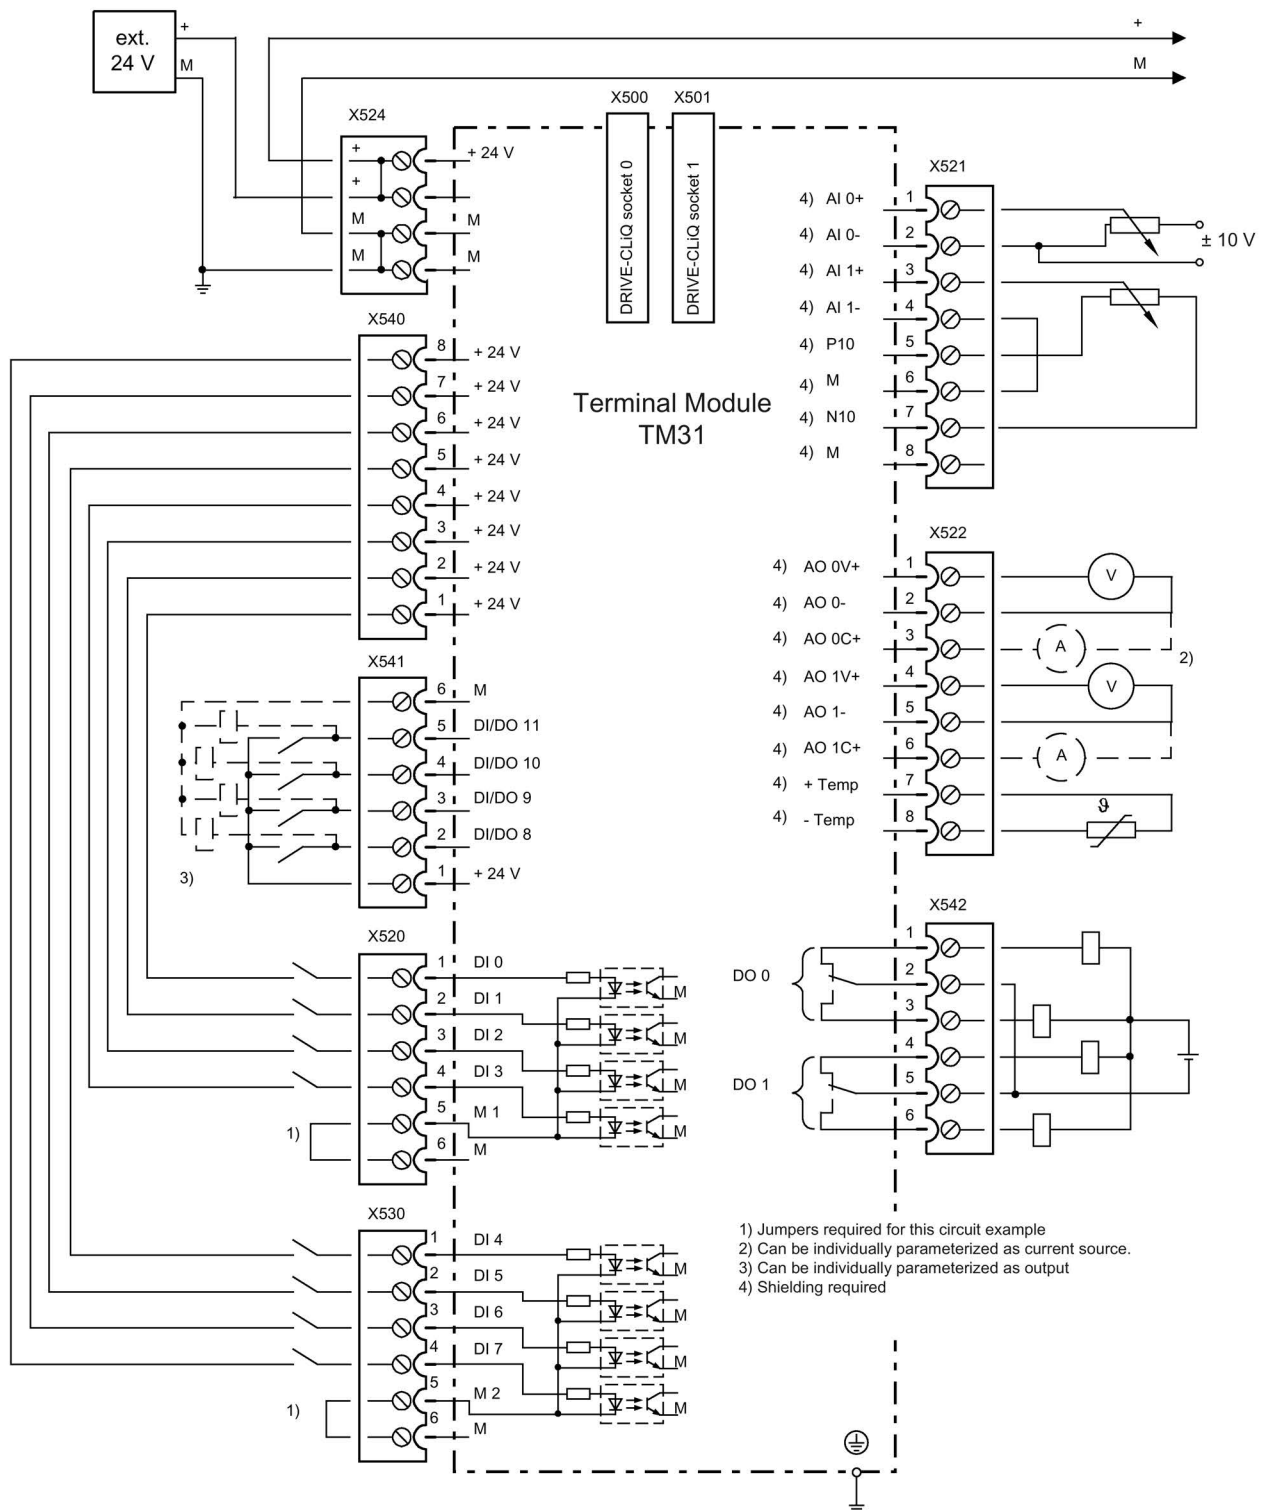 ext.
24 V
+
M
+
M
X524
+
+
M
M
+ 24 V
M
M
X500
X501
DRIVE-CLiQ socket 0
DRIVE-CLiQ socket 1
Terminal Module
TM31
X540
8 + 24 V
7 + 24 V
6 + 24 V
5 + 24 V
4 + 24 V
3 + 24 V
2 + 24 V
1 + 24 V
X541
6 M
5 DI/DO 11
4 DI/DO 10
3 DI/DO 9
2 DI/DO 8
1 + 24 V
3)
X520
1 DI 0
2 DI 1
3 DI 2
4 DI 3
5 M 1
6 M
1)
M
M
M
M
X530
1 DI 4
2 DI 5
3 DI 6
4 DI 7
5 M 2
6 M
1)
M
M
M
M
X521
4) AI 0+ 1
4) AI 0- 2
4) AI 1+ 3
4) AI 1- 4
4) P10 5
4) M 6
4) N10 7
4) M 8
± 10 V
X522
4) AO 0V+ 1
4) AO 0- 2
4) AO 0C+ 3
4) AO 1V+ 4
4) AO 1- 5
4) AO 1C+ 6
4) + Temp 7
4) - Temp 8
V
A
2)
V
A
ϑ
X542
DO 0
1
2
3
DO 1
4
5
6
1) Jumpers required for this circuit example
2) Can be individually parameterized as current source.
3) Can be individually parameterized as output
4) Shielding required